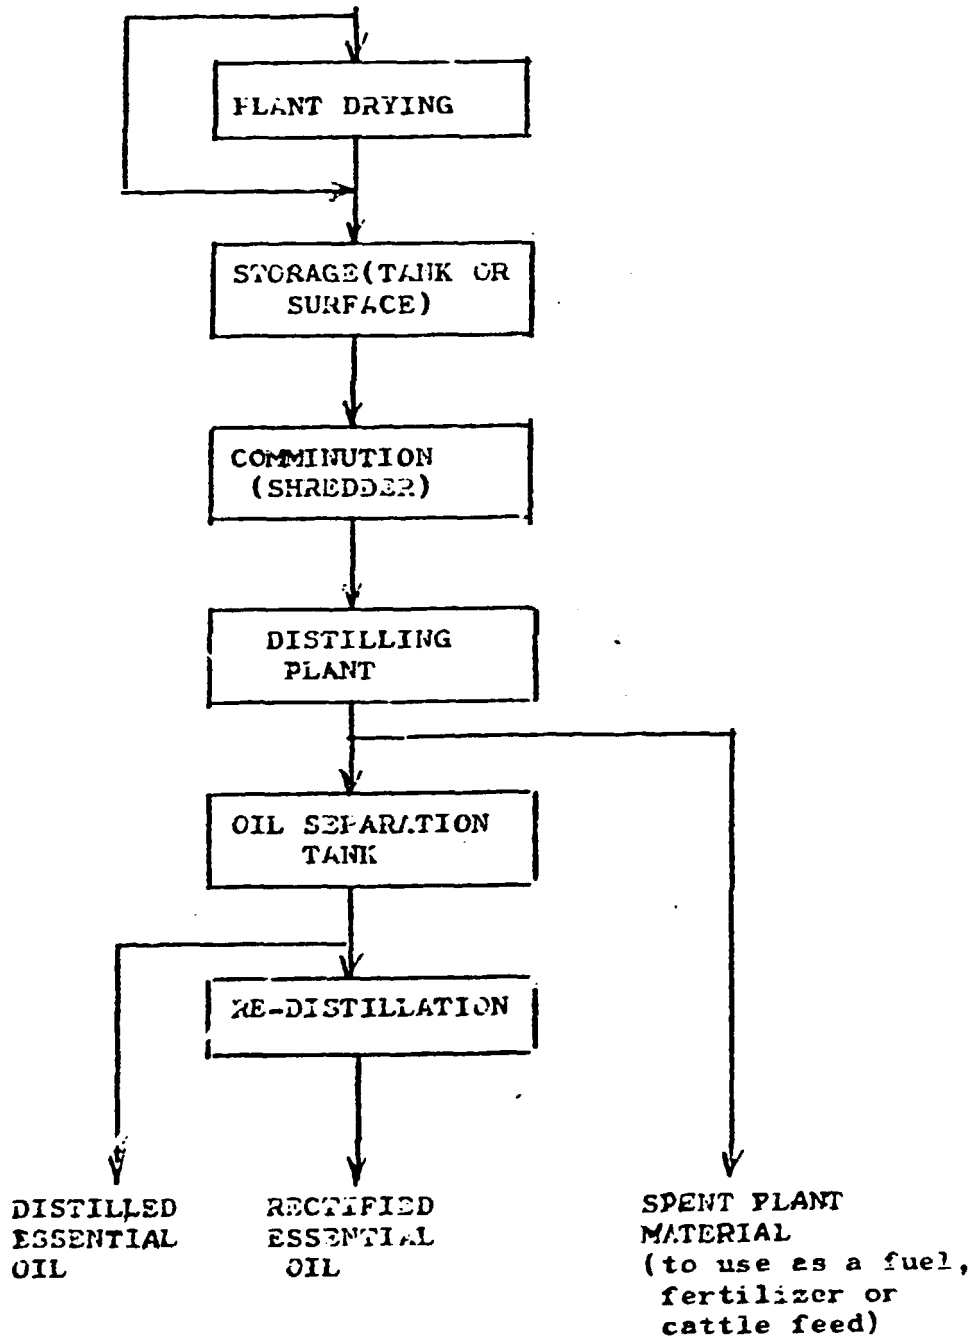 PLANT DRYING
STORAGE(TANK OR
SURFACE)
COMMINUTION
(SHREDDER)
DISTILLING
PLANT
OIL SEPARATION
TANK
RE-DISTILLATION
DISTILLED
ESSENTIAL
OIL
RECTIFIED
ESSENTIAL
OIL
SPENT PLANT
MATERIAL
(to use as a fuel,
fertilizer or
cattle feed)